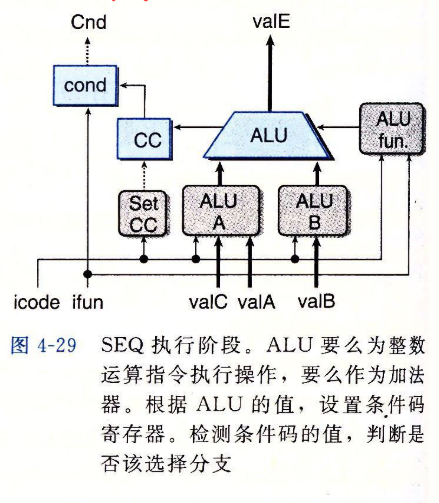 Cnd
valE
cond
CC
ALU
ALU
fun.
Set
CC
ALU
A
ALU
B
icode ifun valC valA valB
图 4-29 SEQ 执行阶段。ALU 要么为整数
运算指令执行操作，要么作为加法
器。根据 ALU 的值，设置条件码
寄存器。检测条件码的值，判断是
否该选择分支